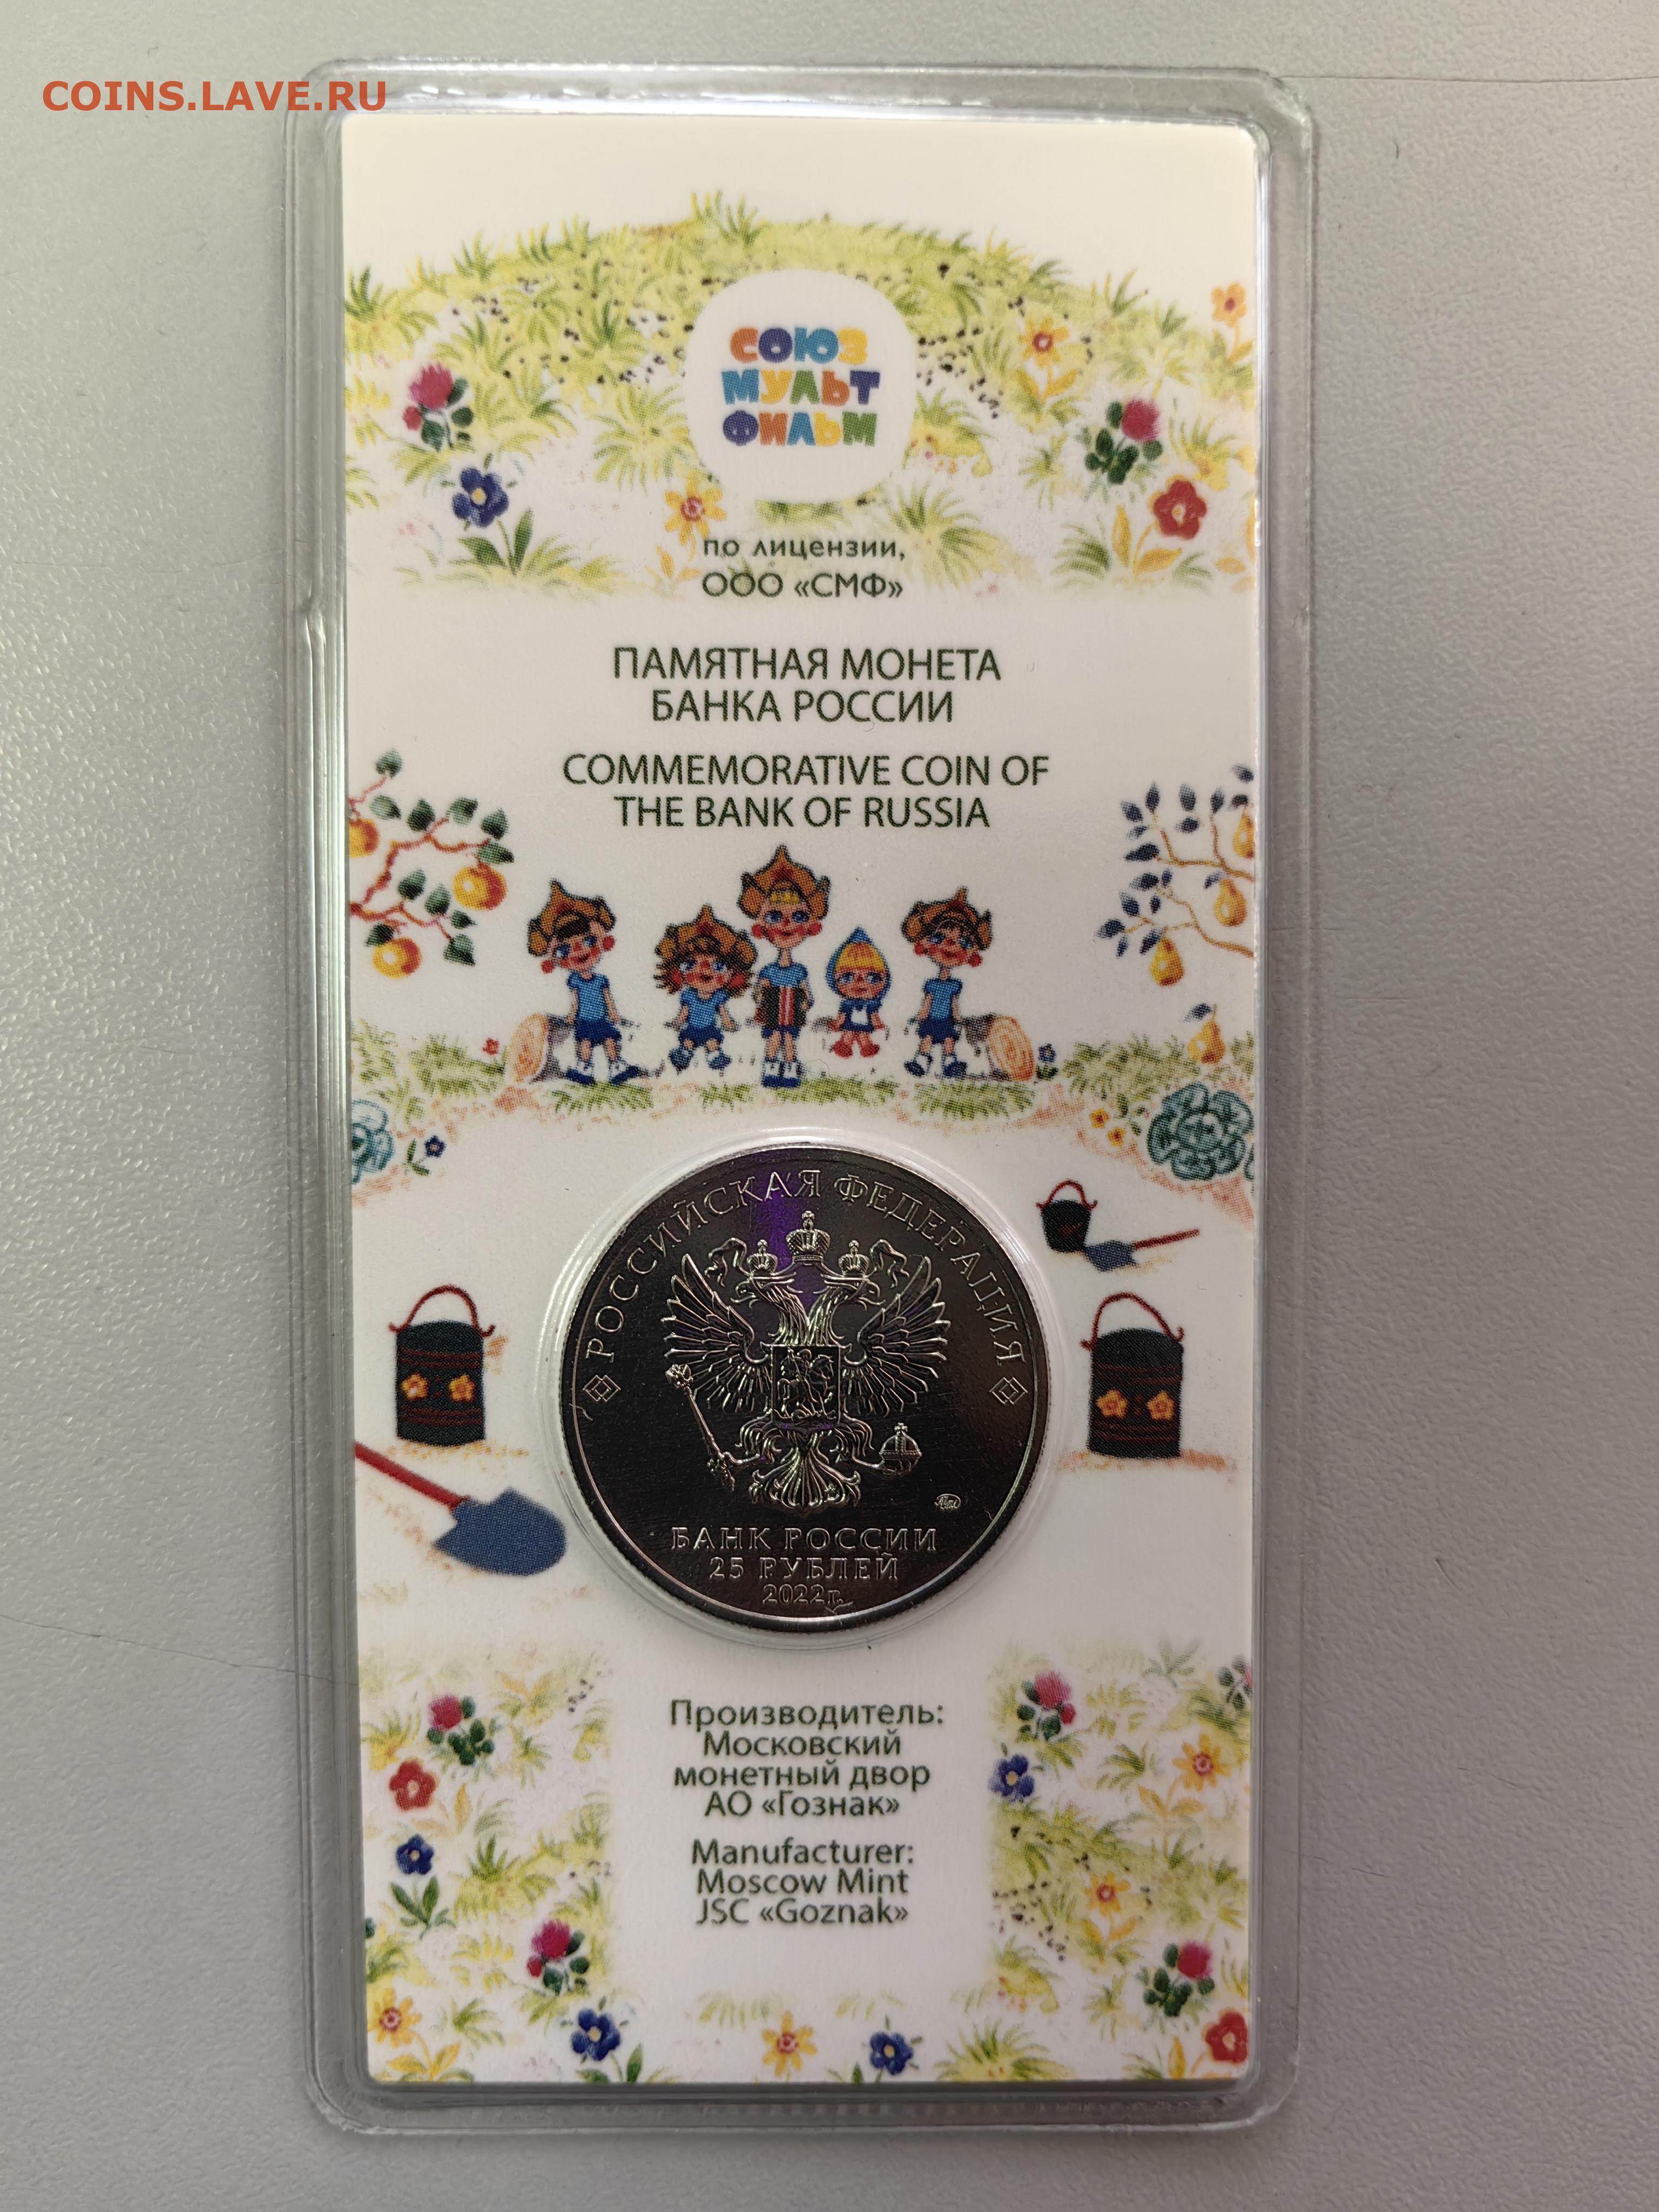 COINS.LAVE.RU
СОЮЗ
МУЛЬТ
ФИЛЬМ
по лицензии,
ООО «СМФ»
ПАМЯТНАЯ МОНЕТА
БАНКА РОССИИ
COMMEMORATIVE COIN OF
THE BANK OF RUSSIA
РОССИЙСКАЯ ФЕДЕРАЦИЯ
БАНК РОССИИ
25 РУБЛЕЙ
2022г.
Производитель:
Московский
монетный двор
АО «Гознак»
Manufacturer:
Moscow Mint
JSC «Goznak»